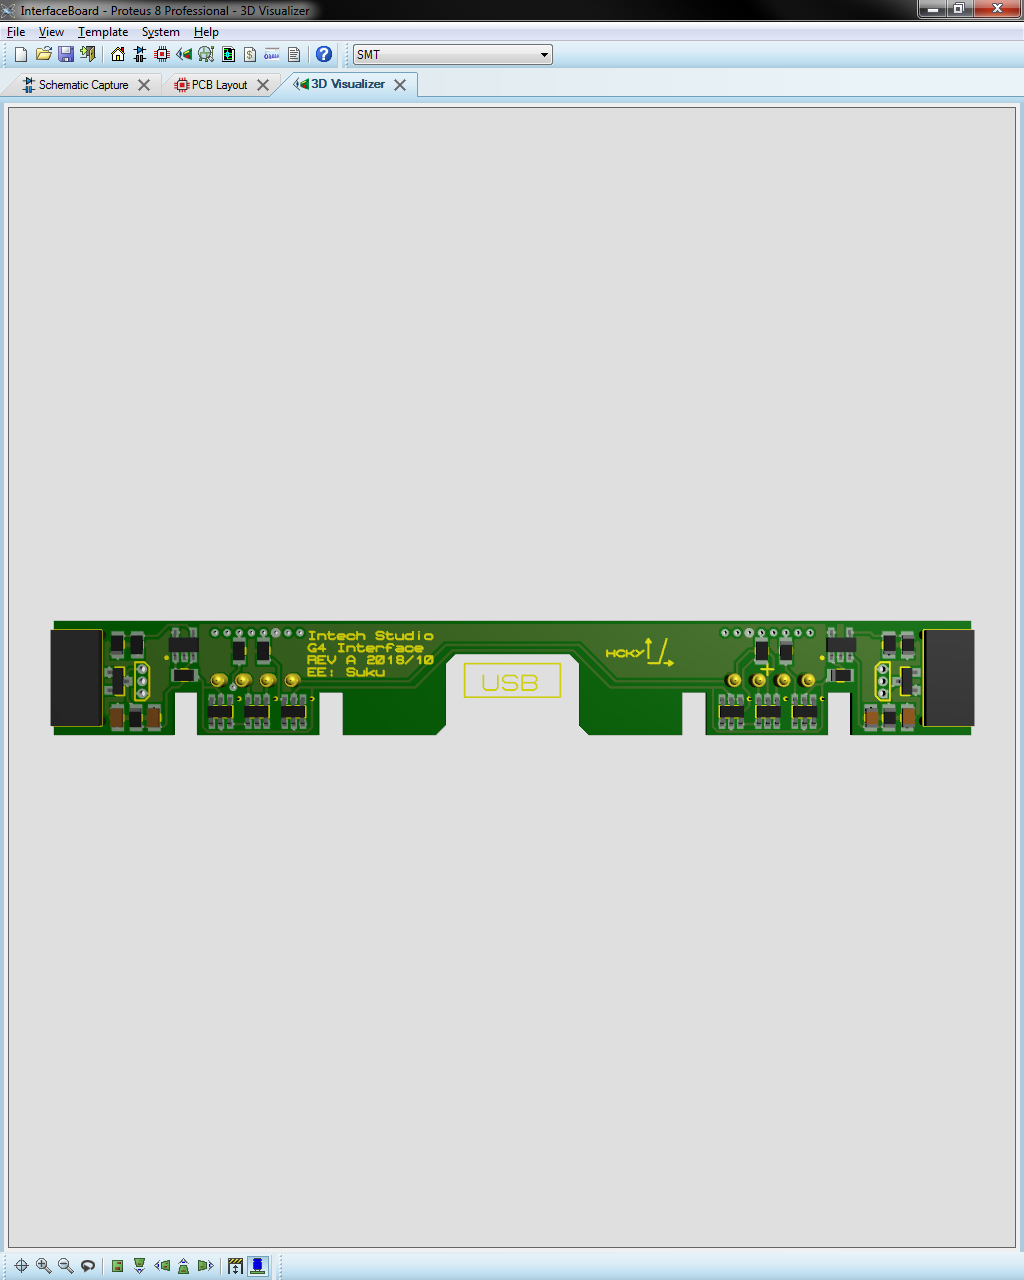 InterfaceBoard - Proteus 8 Professional - 3D Visualizer
File View Template System Help
SMT
Schematic Capture PCB Layout 3D Visualizer
Intech Studio
G4 Interface
REV A 2018/10
EE: Suku
HCKY
USB